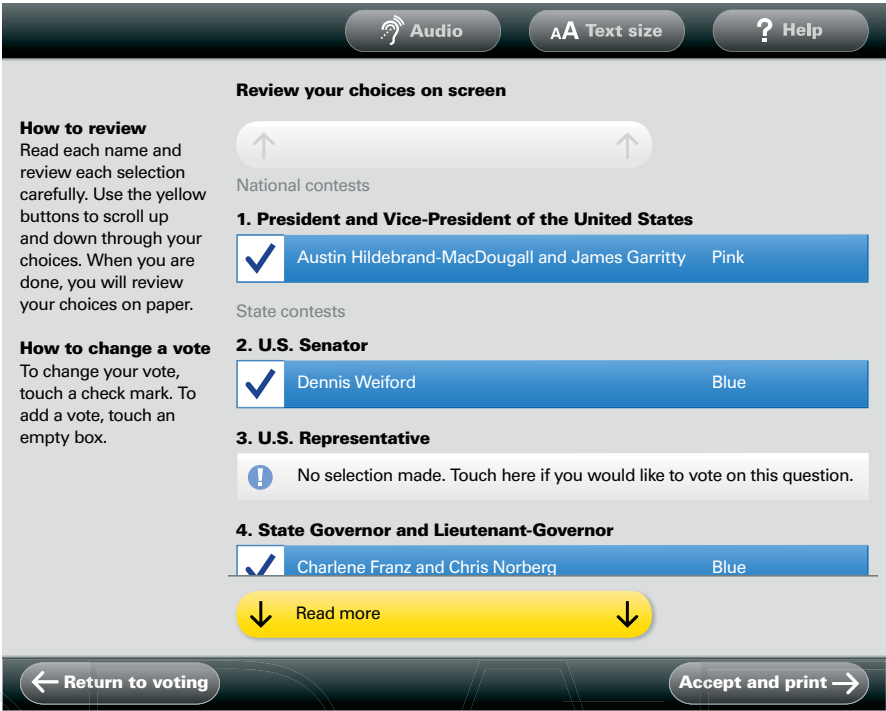 Audio
AA Text size
? Help
Review your choices on screen
How to review
Read each name and
review each selection
carefully. Use the yellow
buttons to scroll up
and down through your
choices. When you are
done, you will review
your choices on paper.
How to change a vote
To change your vote,
touch a check mark. To
add a vote, touch an
empty box.
National contests
1. President and Vice-President of the United States
Austin Hildebrand-MacDougall and James Garritty Pink
State contests
2. U.S. Senator
Dennis Weiford Blue
3. U.S. Representative
No selection made. Touch here if you would like to vote on this question.
4. State Governor and Lieutenant-Governor
Charlene Franz and Chris Norberg Blue
Read more
Return to voting
Accept and print